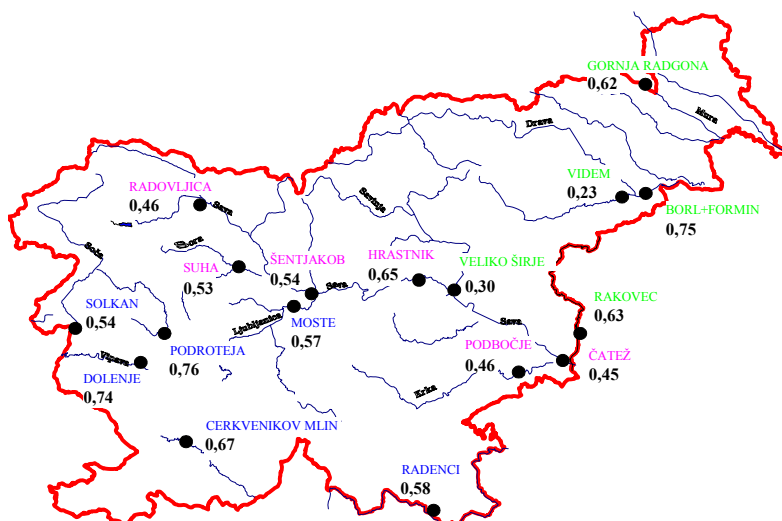 GORNJA RADGONA
0,62
Mura
Drava
VIDEM
0,23
BORL+FORMIN
0,75
RADOVLJICA
0,46
Sava
Savinja
Sora
Soča
SUHA
0,53
ŠENTJAKOB
0,54
HRASTNIK
0,65
VELIKO ŠIRJE
0,30
Sava
SOLKAN
0,54
Ljubljanica
MOSTE
0,57
Sava
RAKOVEC
0,63
PODROTEJA
0,76
Vipava
DOLENJE
0,74
PODBOČJE
0,46
ČATEŽ
0,45
Krka
CERKVENIKOV MLIN
0,67
RADENCI
0,58